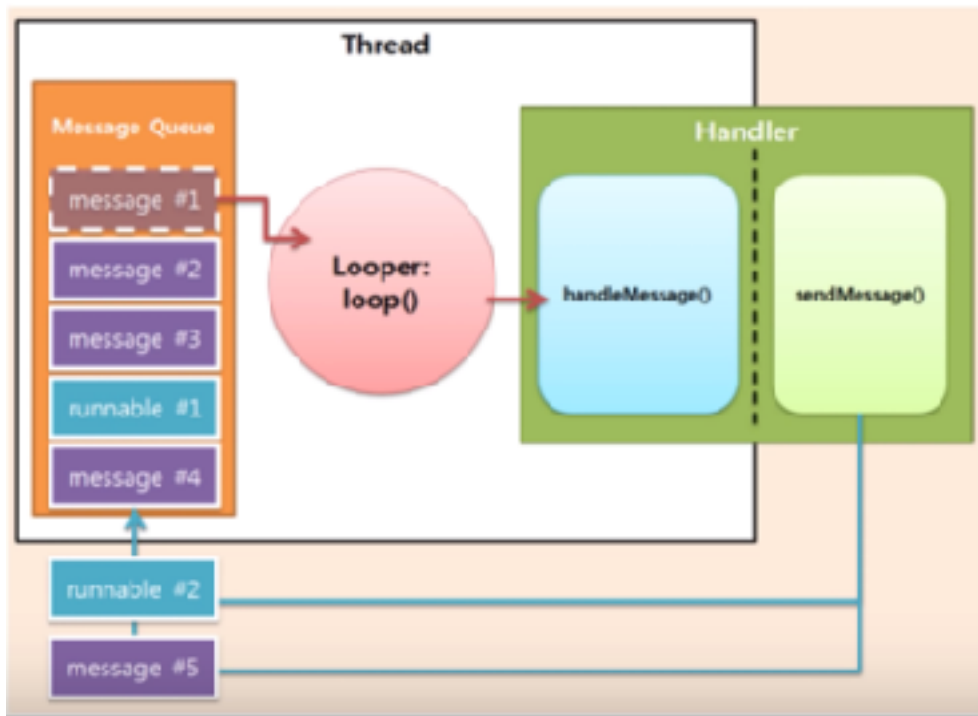 Thread
Message Queue
message #1
message #2
message #3
runnable #1
message #4
runnable #2
message #5
Looper:
loop()
Handler
handleMessage()
sendMessage()